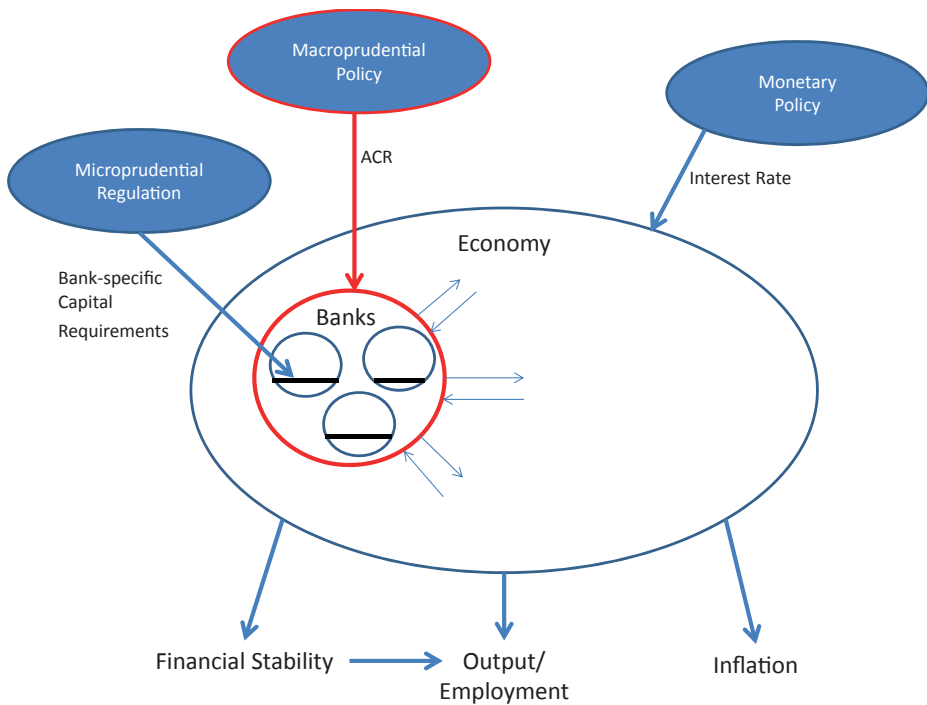 Macroprudential
Policy
Monetary
Policy
ACR
Microprudential
Regulation
Interest Rate
Economy
Bank-specific
Capital
Requirements
Banks
Financial Stability
Output/
Employment
Inflation